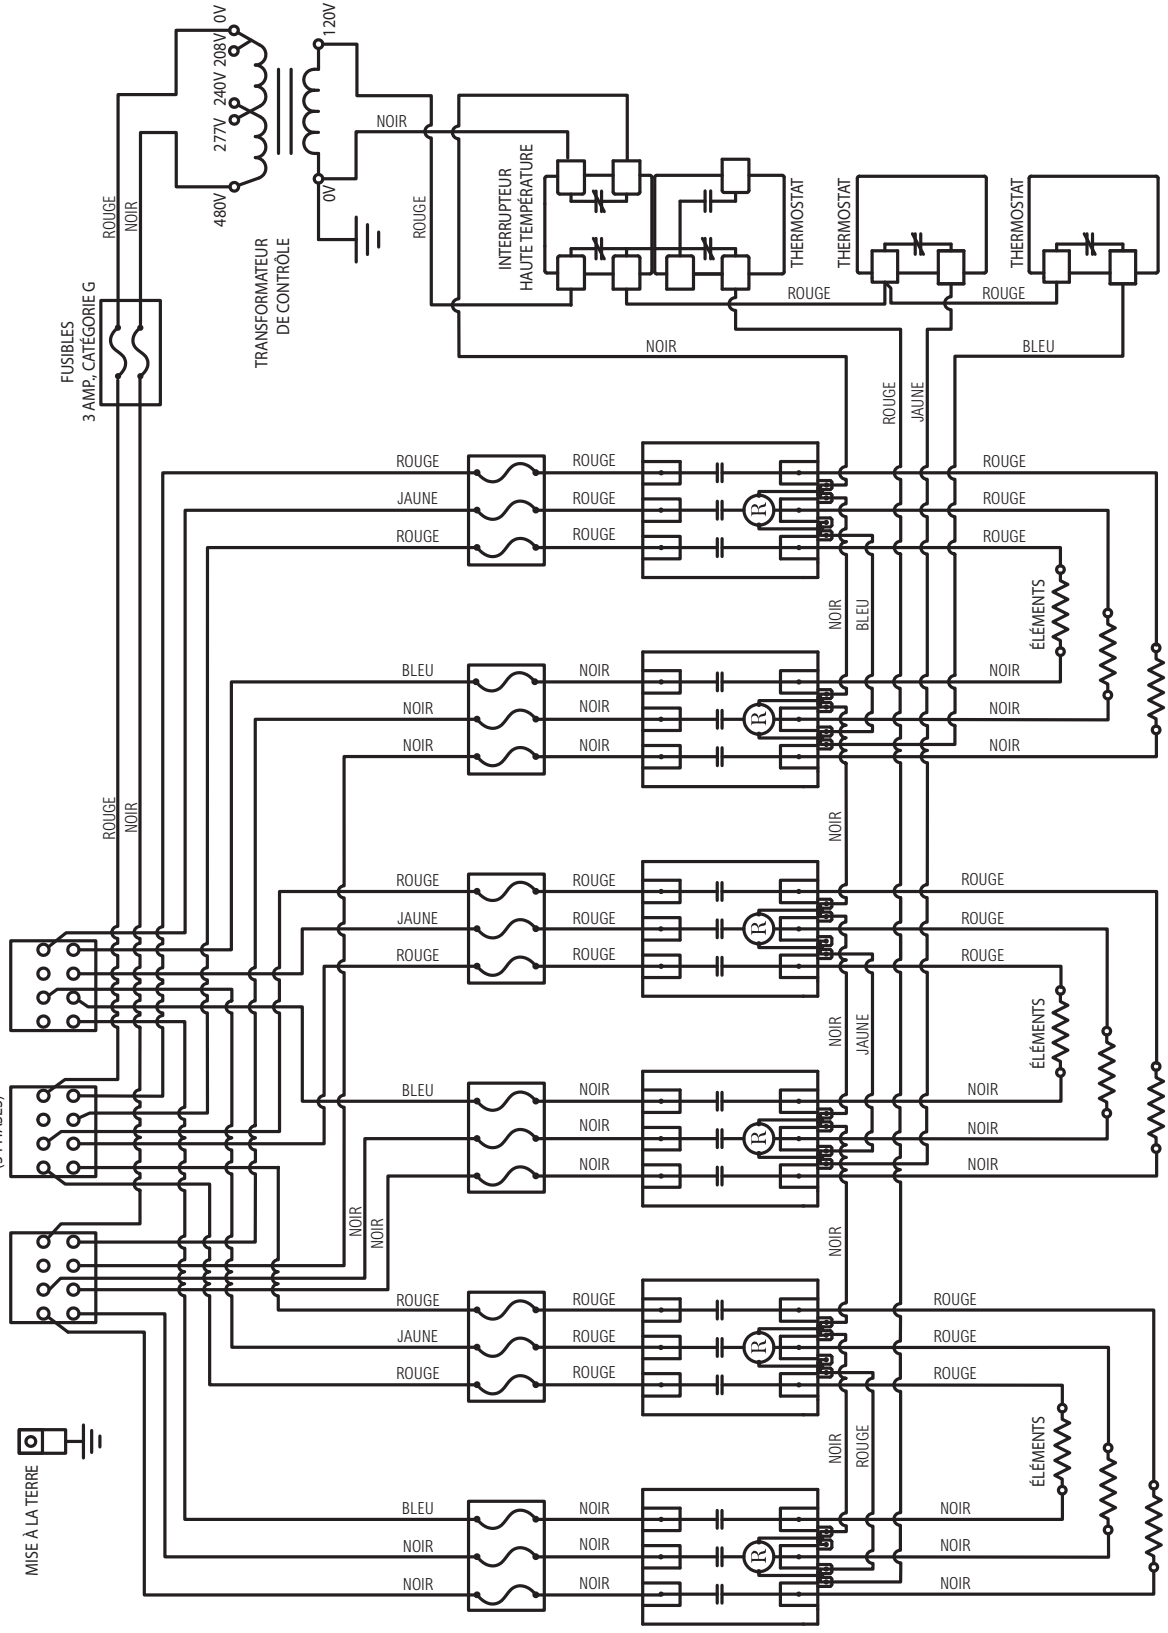 0V
208V
240V
277V
480V
120V
0V
ROUGE
NOIR
NOIR
ROUGE
TRANSFORMATEUR
DE CONTRÔLE
FUSIBLES
3 AMP., CATÉGORIE G
INTERRUPTEUR
HAUTE TEMPÉRATURE
THERMOSTAT
THERMOSTAT
THERMOSTAT
ROUGE
ROUGE
NOIR
ROUGE
JAUNE
BLEU
ROUGE
ROUGE
ROUGE
JAUNE
ROUGE
R
ROUGE
ROUGE
ROUGE
ROUGE
NOIR
BLEU
ÉLÉMENTS
BLEU
NOIR
NOIR
NOIR
NOIR
R
NOIR
NOIR
NOIR
NOIR
ROUGE
NOIR
NOIR
ROUGE
ROUGE
ROUGE
JAUNE
ROUGE
R
ROUGE
ROUGE
ROUGE
ROUGE
NOIR
JAUNE
ÉLÉMENTS
BLEU
NOIR
NOIR
NOIR
NOIR
R
NOIR
NOIR
NOIR
NOIR
NOIR
ROUGE
ROUGE
ROUGE
JAUNE
ROUGE
R
ROUGE
ROUGE
ROUGE
ROUGE
NOIR
ROUGE
ÉLÉMENTS
MISE À LA TERRE
BLEU
NOIR
NOIR
NOIR
NOIR
R
NOIR
NOIR
NOIR
NOIR